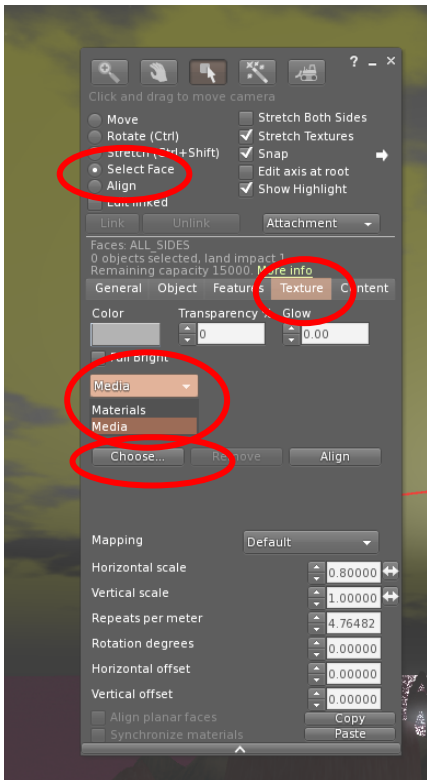 ? _ ×
Click and drag to move camera
Move
Rotate (Ctrl)
Stretch (Ctrl+Shift)
Select Face
Align
Edit linked
Stretch Both Sides
Stretch Textures
Snap
Edit axis at root
Show Highlight
Link Unlink Attachment
Faces: ALL_SIDES
0 objects selected, land impact 1
Remaining capacity 15000. More info
General Object Features Texture Content
Color Transparency % Glow
0 0.00
Full Bright
Media
Materials
Media
Choose... Remove Align
Mapping Default
Horizontal scale 0.80000
Vertical scale 1.00000
Repeats per meter 4.76482
Rotation degrees 0.00000
Horizontal offset 0.00000
Vertical offset 0.00000
Align planar faces Copy
Synchronize materials Paste